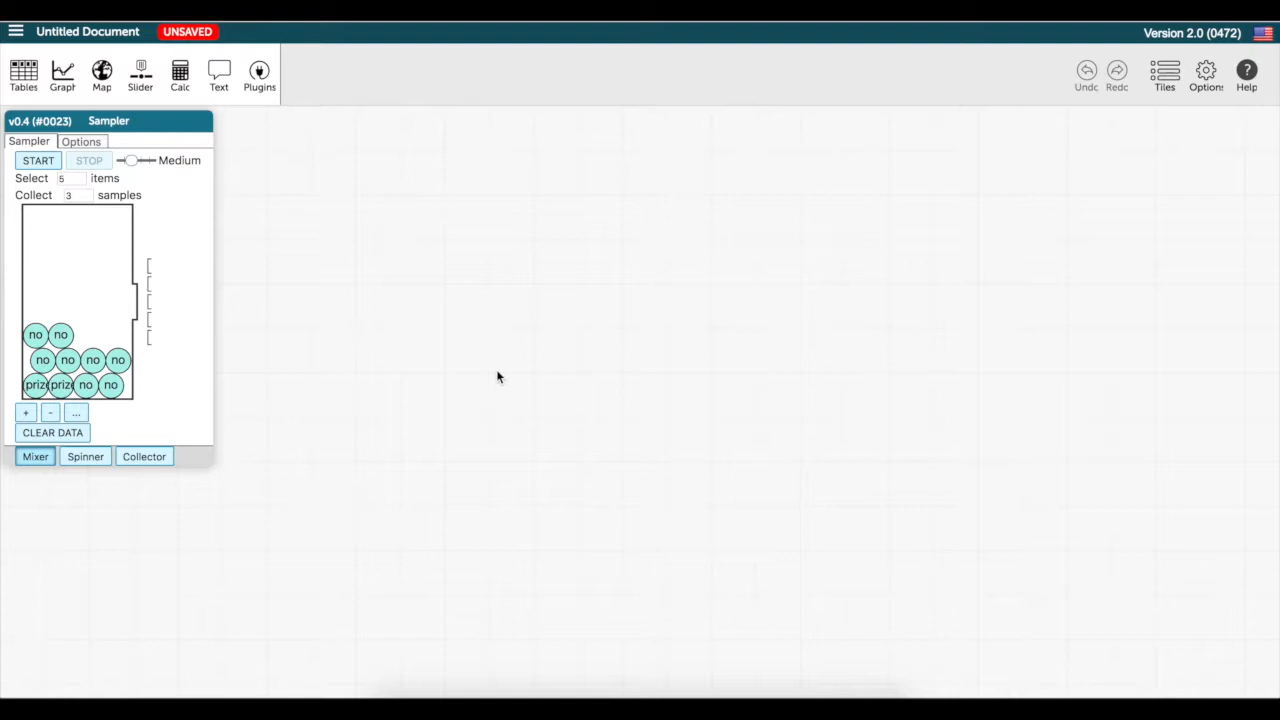 Untitled Document UNSAVED Version 2.0 (0472)
Tables Graph Map Slider Calc Text Plugins Undo Redo Tiles Options Help
v0.4 (#0023) Sampler
Sampler Options
START STOP Medium
Select 5 items
Collect 3 samples
no no
no no no no
prize prize no no
+ - ...
CLEAR DATA
Mixer Spinner Collector